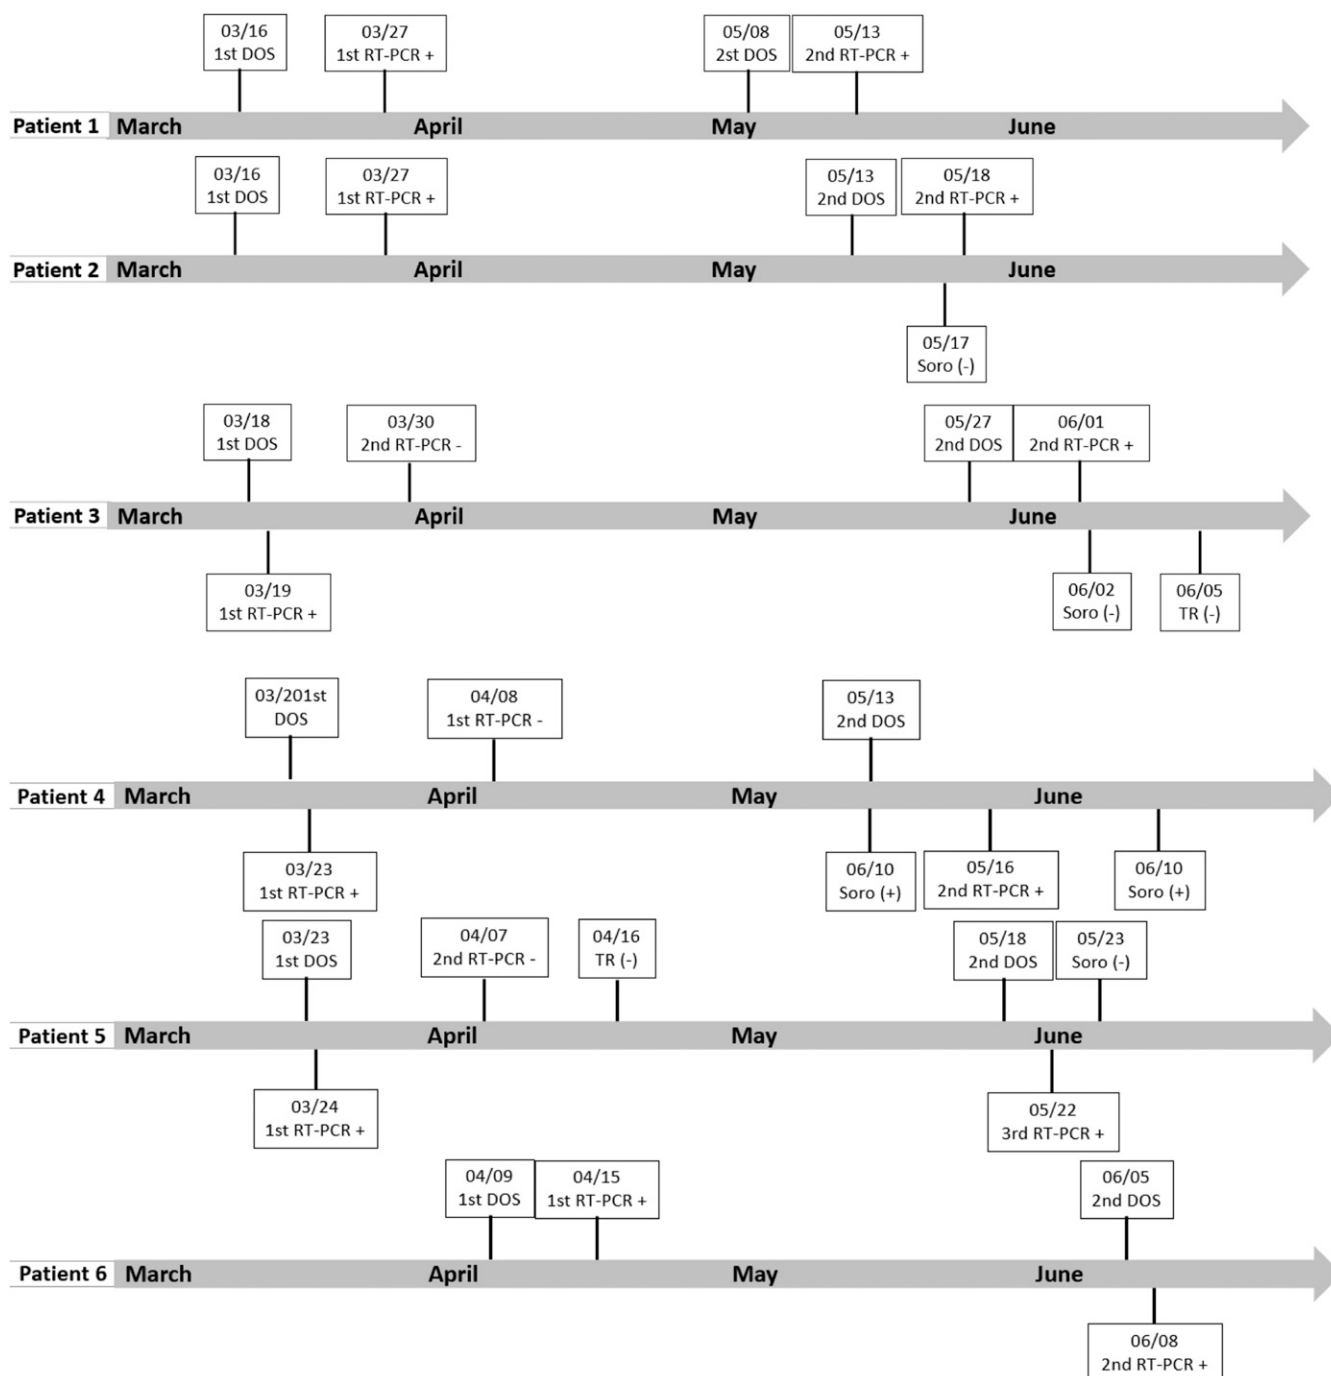 03/16
1st DOS
03/27
1st RT-PCR +
05/08
2st DOS
05/13
2nd RT-PCR +
Patient 1
March
April
May
June
03/16
1st DOS
03/27
1st RT-PCR +
05/13
2nd DOS
05/18
2nd RT-PCR +
Patient 2
March
April
May
June
05/17
Soro (-)
03/18
1st DOS
03/30
2nd RT-PCR -
05/27
2nd DOS
06/01
2nd RT-PCR +
Patient 3
March
April
May
June
03/19
1st RT-PCR +
06/02
Soro (-)
06/05
TR (-)
03/201st
DOS
04/08
1st RT-PCR -
05/13
2nd DOS
Patient 4
March
April
May
June
03/23
1st RT-PCR +
06/10
Soro (+)
05/16
2nd RT-PCR +
06/10
Soro (+)
03/23
1st DOS
04/07
2nd RT-PCR -
04/16
TR (-)
05/18
2nd DOS
05/23
Soro (-)
Patient 5
March
April
May
June
03/24
1st RT-PCR +
05/22
3rd RT-PCR +
04/09
1st DOS
04/15
1st RT-PCR +
06/05
2nd DOS
Patient 6
March
April
May
June
06/08
2nd RT-PCR +